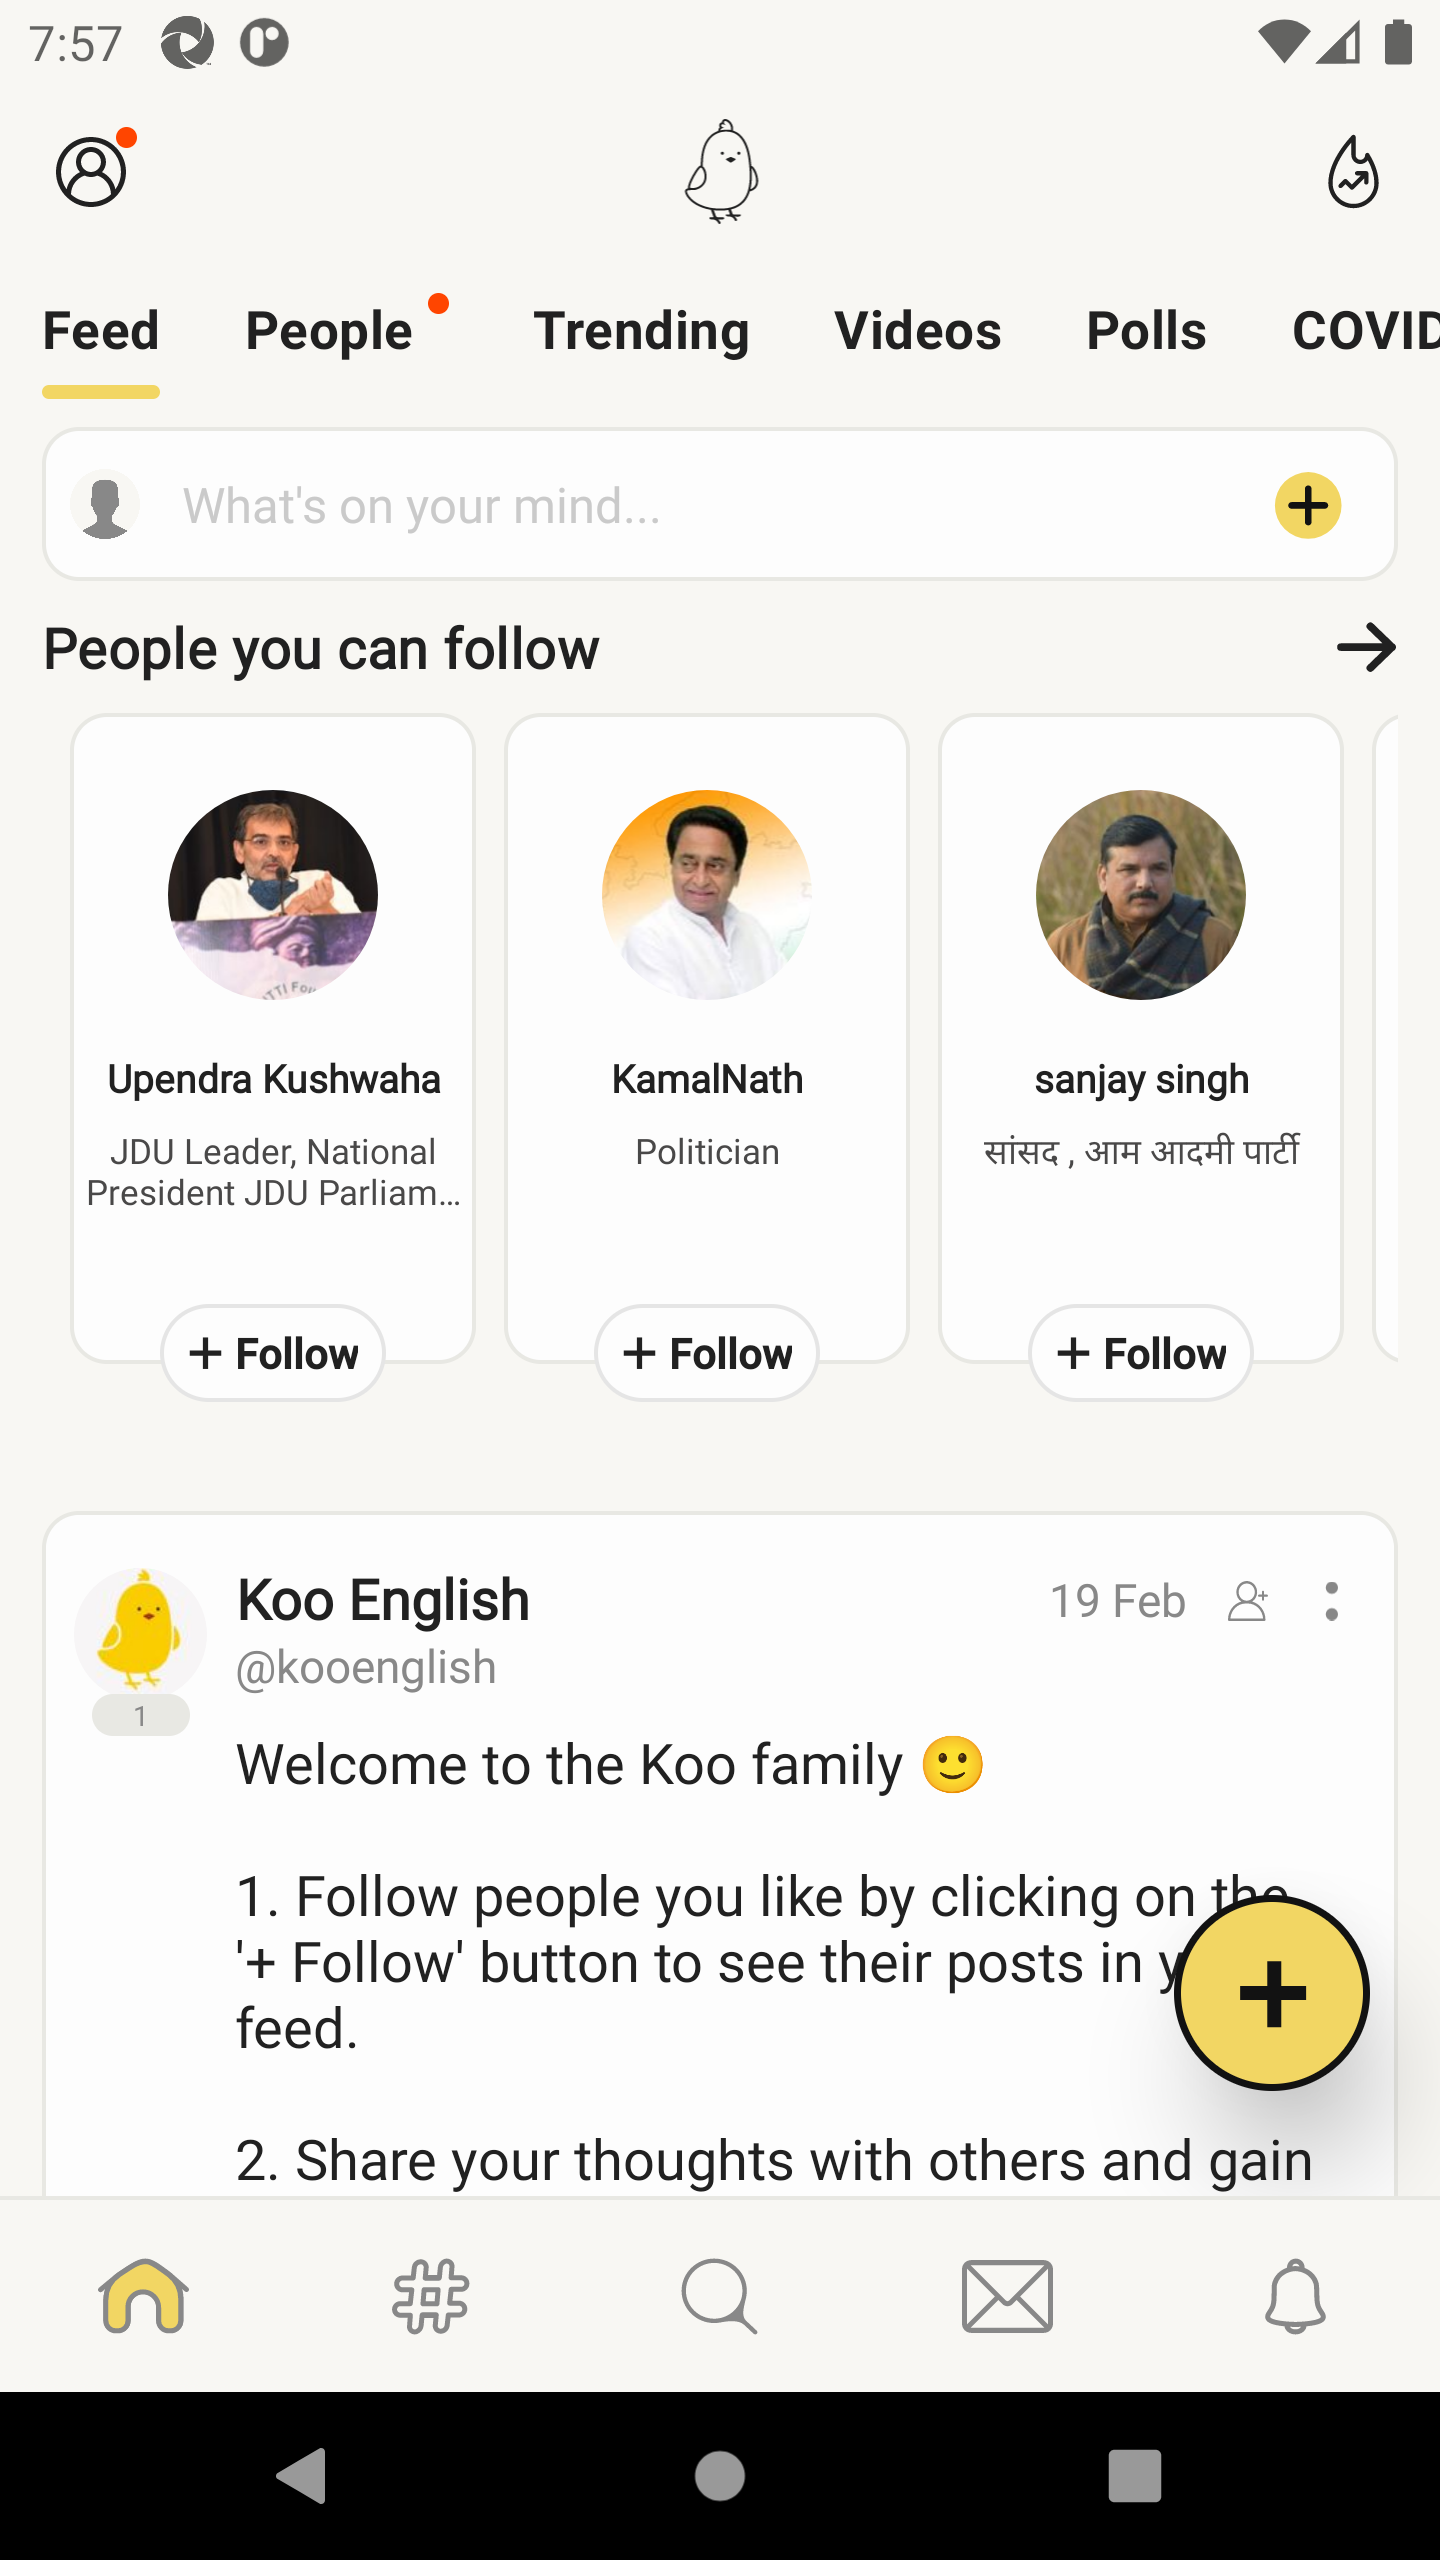 7:57
Feed People Trending Videos Polls COVID
What's on your mind...
People you can follow
Upendra Kushwaha
JDU Leader, National
President JDU Parliam...
+ Follow
KamalNath
Politician
+ Follow
sanjay singh
सांसद , आम आदमी पार्टी
+ Follow
Koo English
19 Feb
@kooenglish
1
Welcome to the Koo family 🙂
1. Follow people you like by clicking on the
'+ Follow' button to see their posts in
feed.
2. Share your thoughts with others and gain